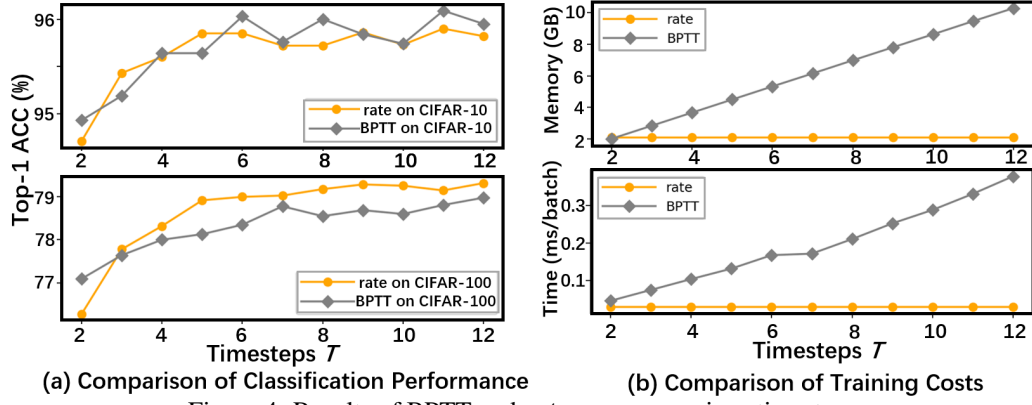 Top-1 ACC (%)
96
95
rate on CIFAR-10
BPTT on CIFAR-10
2 4 6 8 10 12
79
78
77
rate on CIFAR-100
BPTT on CIFAR-100
2 4 6 8 10 12
Timesteps T
(a) Comparison of Classification Performance
Memory (GB)
10
8
6
4
2
rate
BPTT
2 4 6 8 10 12
Time (ms/batch)
0.3
0.2
0.1
rate
BPTT
2 4 6 8 10 12
Timesteps T
(b) Comparison of Training Costs